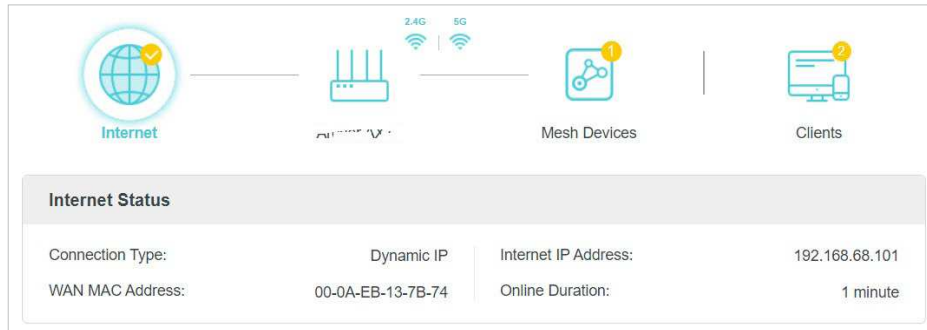 2.4G 5G
1
2
Internet
Mesh Devices
Clients
Internet Status
Connection Type: Dynamic IP Internet IP Address: 192.168.68.101
WAN MAC Address: 00-0A-EB-13-7B-74 Online Duration: 1 minute